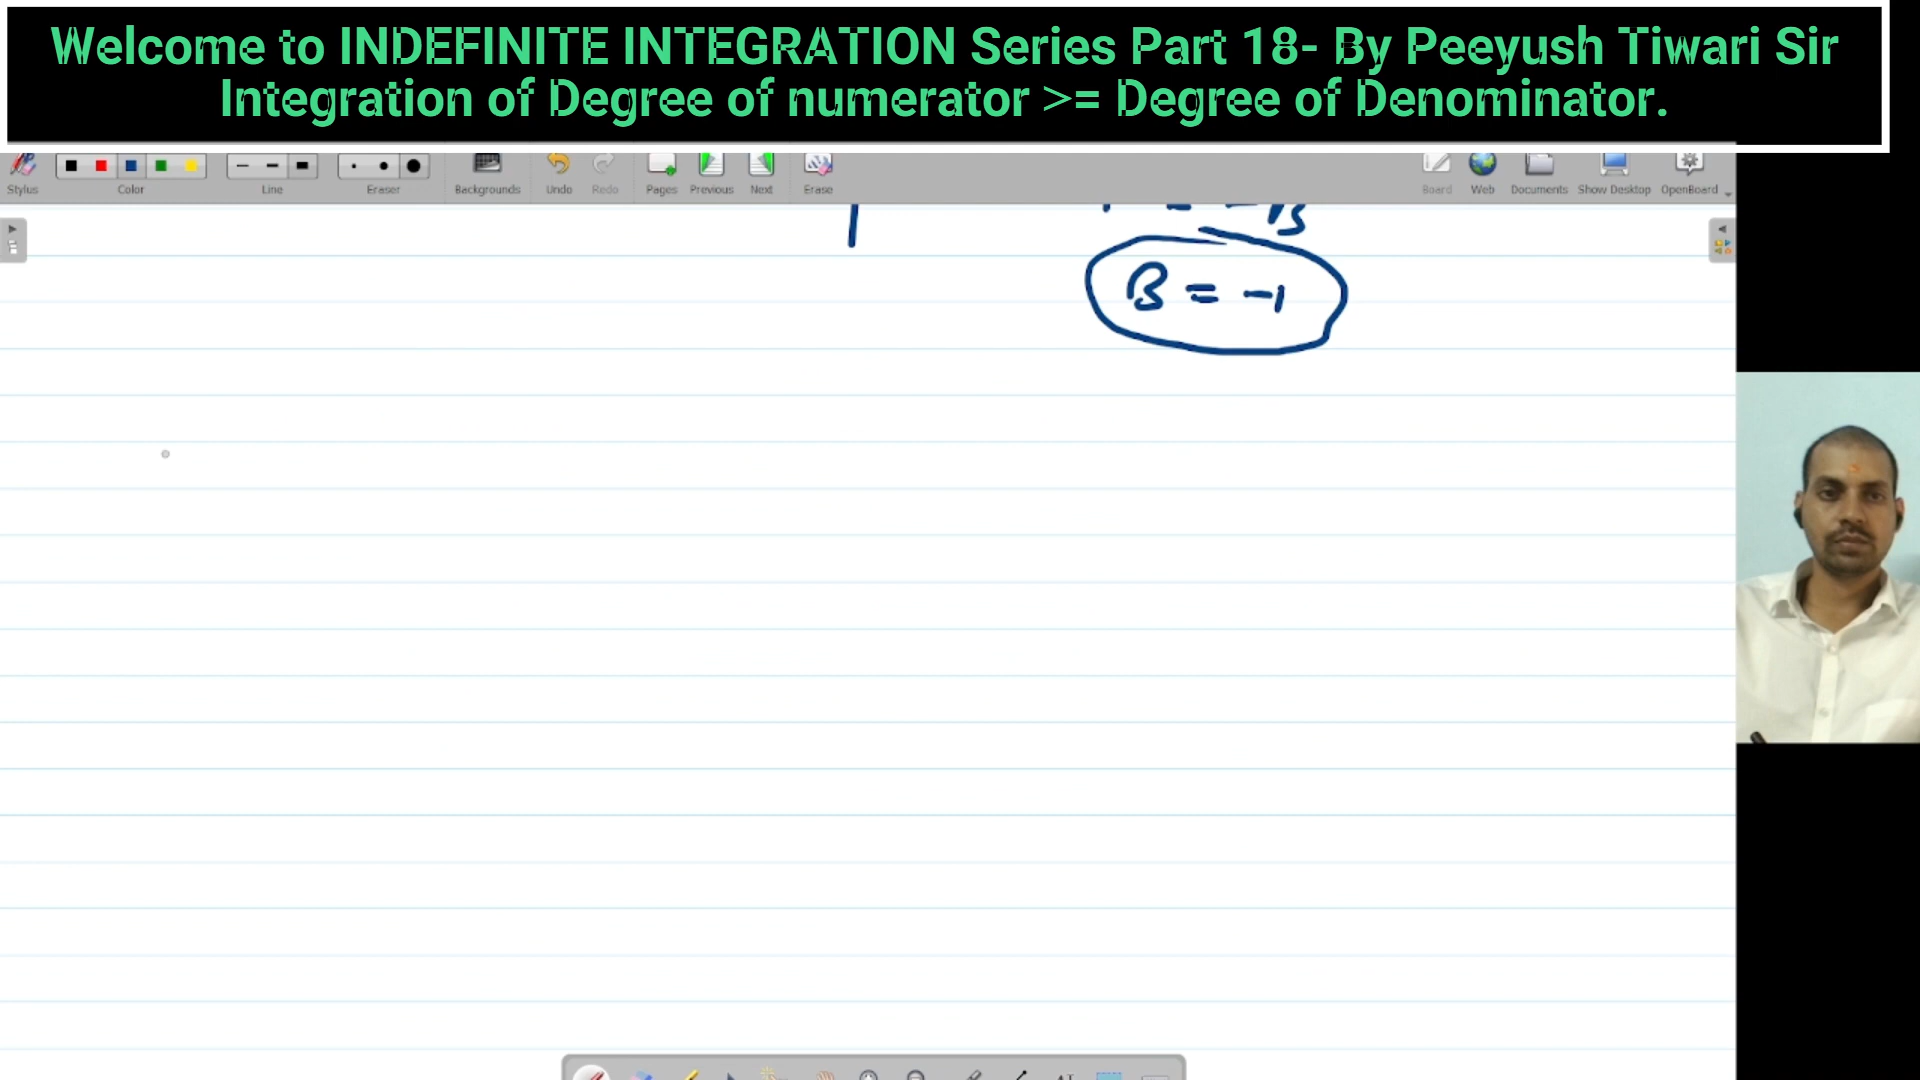 Welcome to INDEFINITE INTEGRATION Series Part 18- By Peeyush Tiwari Sir
Integration of Degree of numerator >= Degree of Denominator.
Stylus Color Line Eraser Backgrounds Undo Redo Pages Previous Next Erase Board Web Documents Show Desktop OpenBoard
B = -1